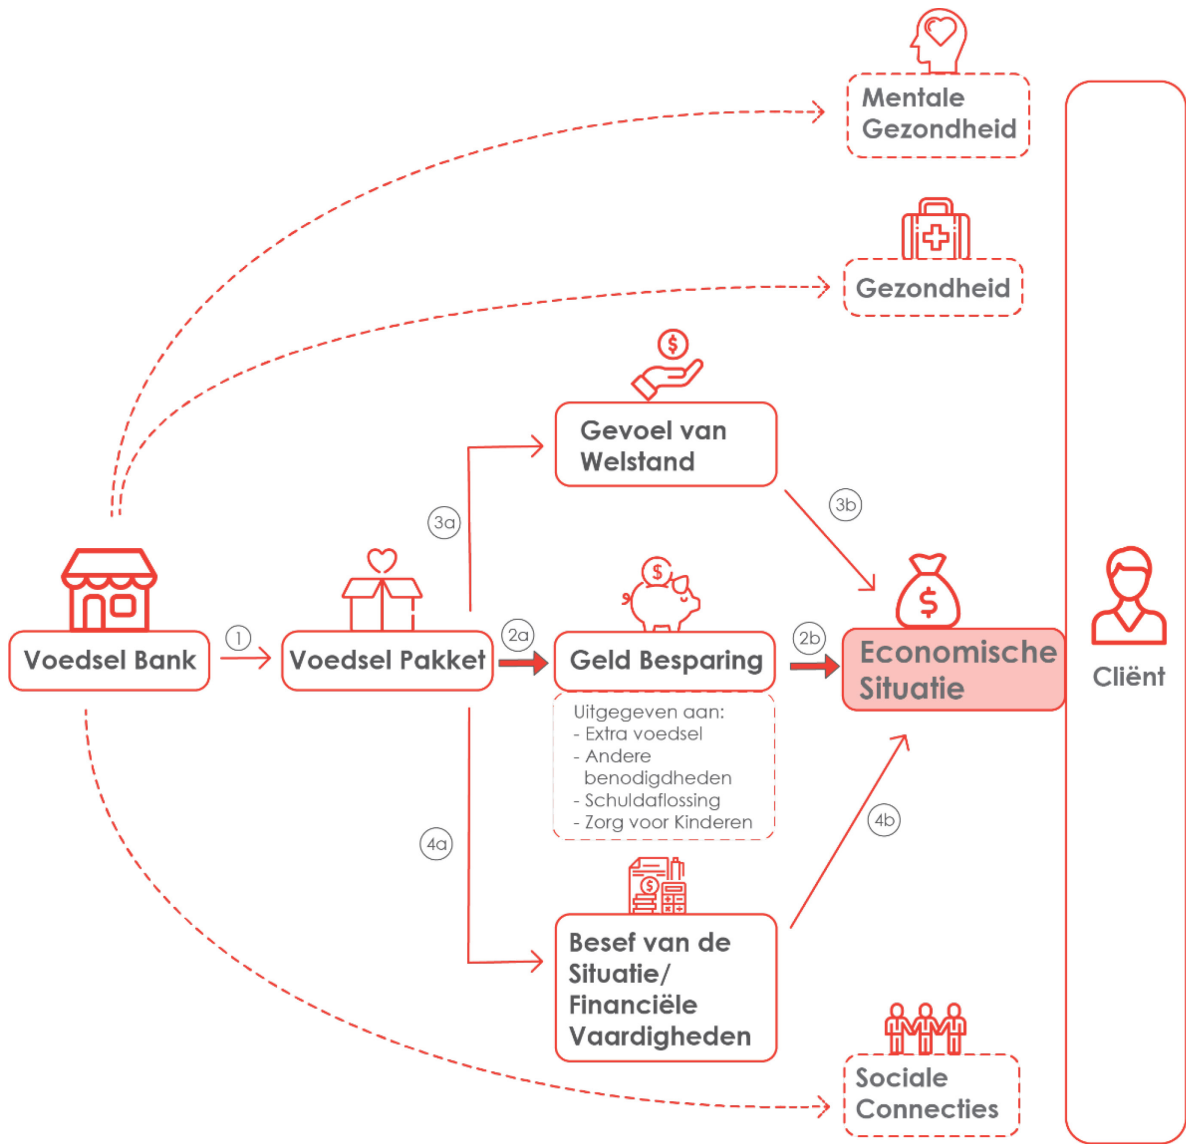 Mentale
Gezondheid
Gezondheid
$
Gevoel van
Welstand
3a
3b
Voedsel Bank
1
Voedsel Pakket
2a
$
Geld Besparing
2b
$
Economische
Situatie
Cliënt
Uitgegeven aan:
- Extra voedsel
- Andere
benodigdheden
- Schuldaflossing
- Zorg voor Kinderen
4a
4b
$
Besef van de
Situatie/
Financiële
Vaardigheden
Sociale
Connecties